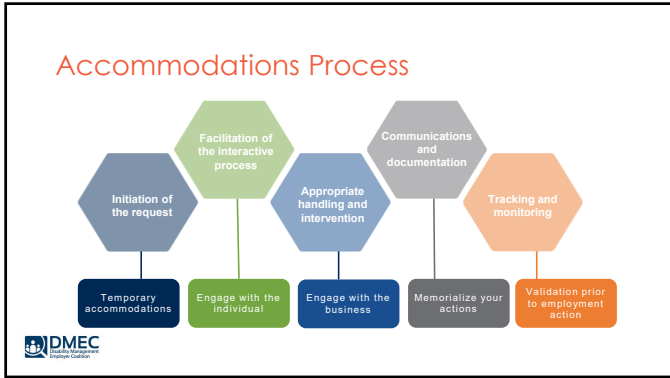 Accommodations Process
Initiation of
the request
Facilitation of
the interactive
process
Appropriate
handling and
intervention
Communications
and
documentation
Tracking and
monitoring
Temporary
accommodations
Engage with the
individual
Engage with the
business
Memorialize your
actions
Validation prior
to employment
action
DMEC
Disability Management
Employer Coalition